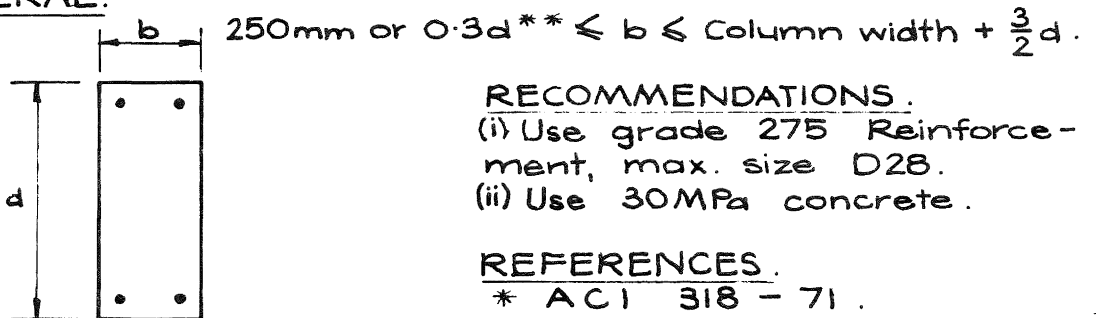 b 250mm or 0·3d** ≤ b ≤ Column width + 3/2 d.
RECOMMENDATIONS.
(i) Use grade 275 Reinforce-
ment, max. size D28.
d
(ii) Use 30MPa concrete.
REFERENCES.
* ACI 318-71.